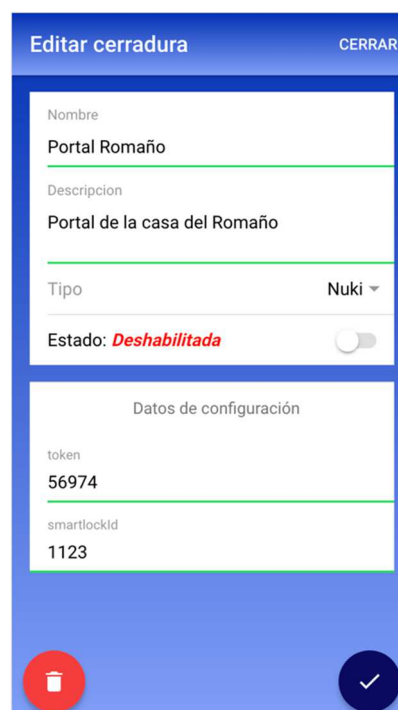 Editar cerradura
CERRAR
Nombre
Portal Romaño
Descripcion
Portal de la casa del Romaño
Tipo
Nuki
Estado: Deshabilitada
Datos de configuración
token
56974
smartlockId
1123